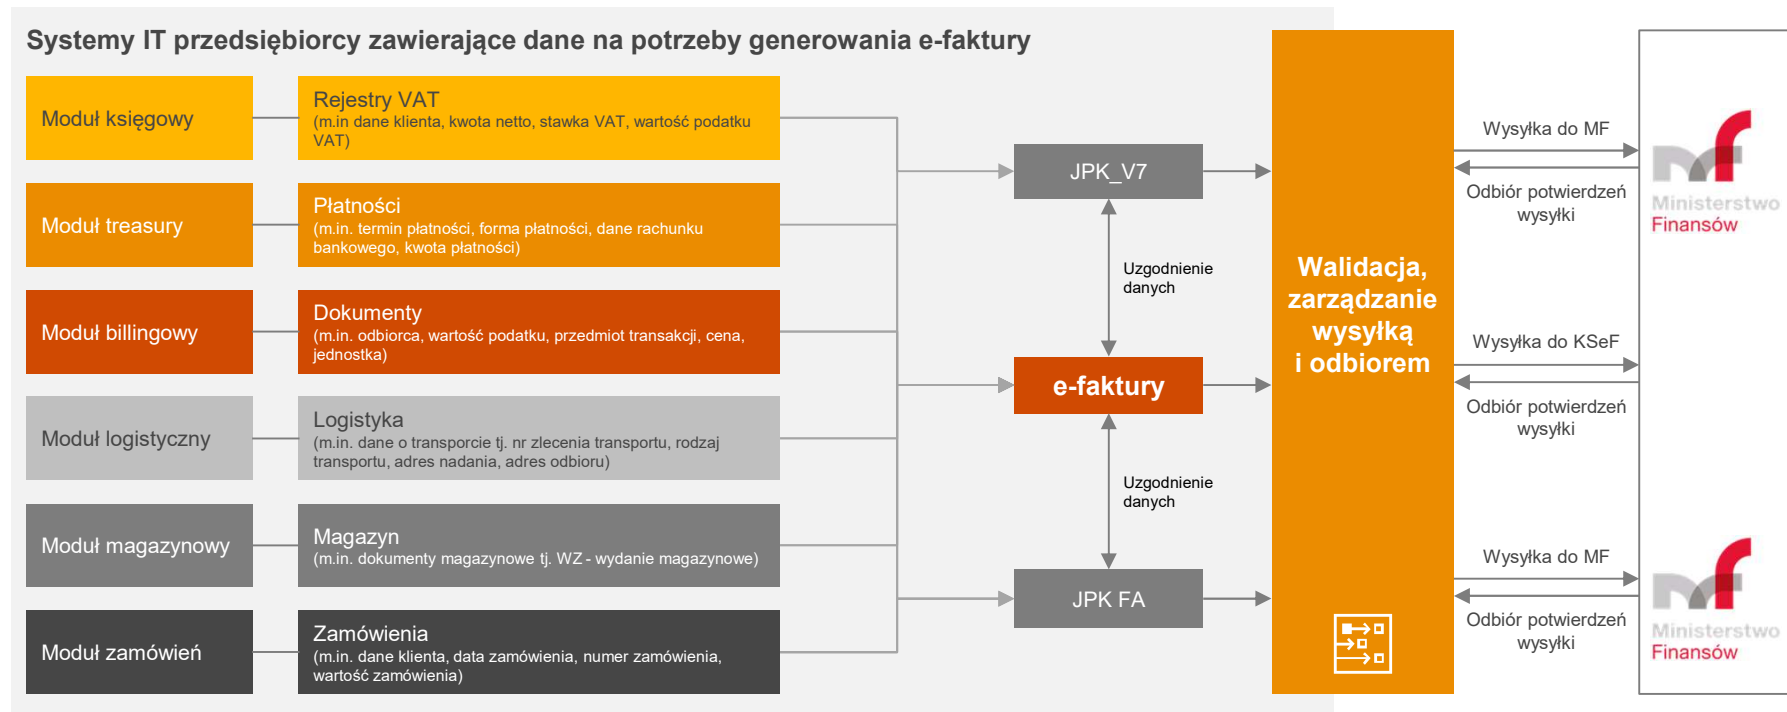 Systemy IT przedsiębiorcy zawierające dane na potrzeby generowania e-faktury
Moduł księgowy
Rejestry VAT
(m.in dane klienta, kwota netto, stawka VAT, wartość podatku
VAT)
Moduł treasury
Płatności
(m.in. termin płatności, forma płatności, dane rachunku
bankowego, kwota płatności)
Moduł billingowy
Dokumenty
(m.in. odbiorca, wartość podatku, przedmiot transakcji, cena,
jednostka)
Moduł logistyczny
Logistyka
(m.in. dane o transporcie tj. nr zlecenia transportu, rodzaj
transportu, adres nadania, adres odbioru)
Moduł magazynowy
Magazyn
(m.in. dokumenty magazynowe tj. WZ - wydanie magazynowe)
Moduł zamówień
Zamówienia
(m.in. dane klienta, data zamówienia, numer zamówienia,
wartość zamówienia)
JPK_V7
Uzgodnienie
danych
e-faktury
Uzgodnienie
danych
JPK FA
Walidacja,
zarządzanie
wysyłką
i odbiorem
Wysyłka do MF
Odbiór potwierdzeń
wysyłki
Wysyłka do KSeF
Odbiór potwierdzeń
wysyłki
Wysyłka do MF
Odbiór potwierdzeń
wysyłki
mf
Ministerstwo
Finansów
mf
Ministerstwo
Finansów